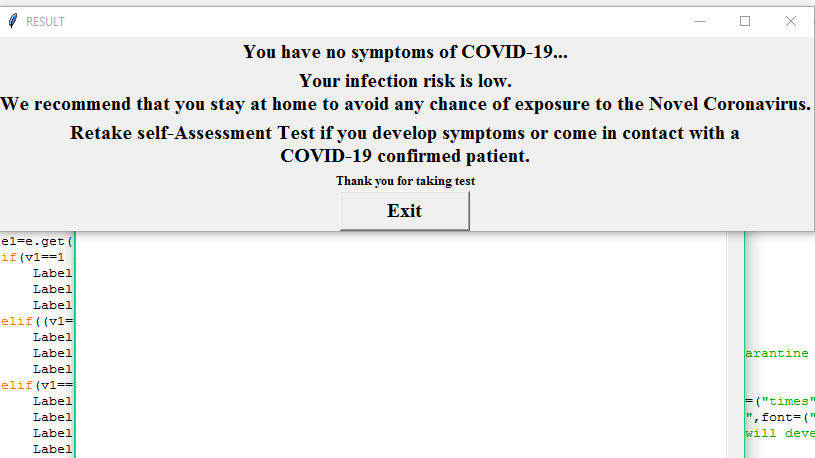 RESULT
You have no symptoms of COVID-19...
Your infection risk is low.
We recommend that you stay at home to avoid any chance of exposure to the Novel Coronavirus.
Retake self-Assessment Test if you develop symptoms or come in contact with a
COVID-19 confirmed patient.
Thank you for taking test
Exit
e1=e.get(
if(v1==1
Label
Label
Label
elif((v1=
Label
Label arantine
Label
elif(v1==
Label =("times"
Label ",font=("
Label will deve
Label